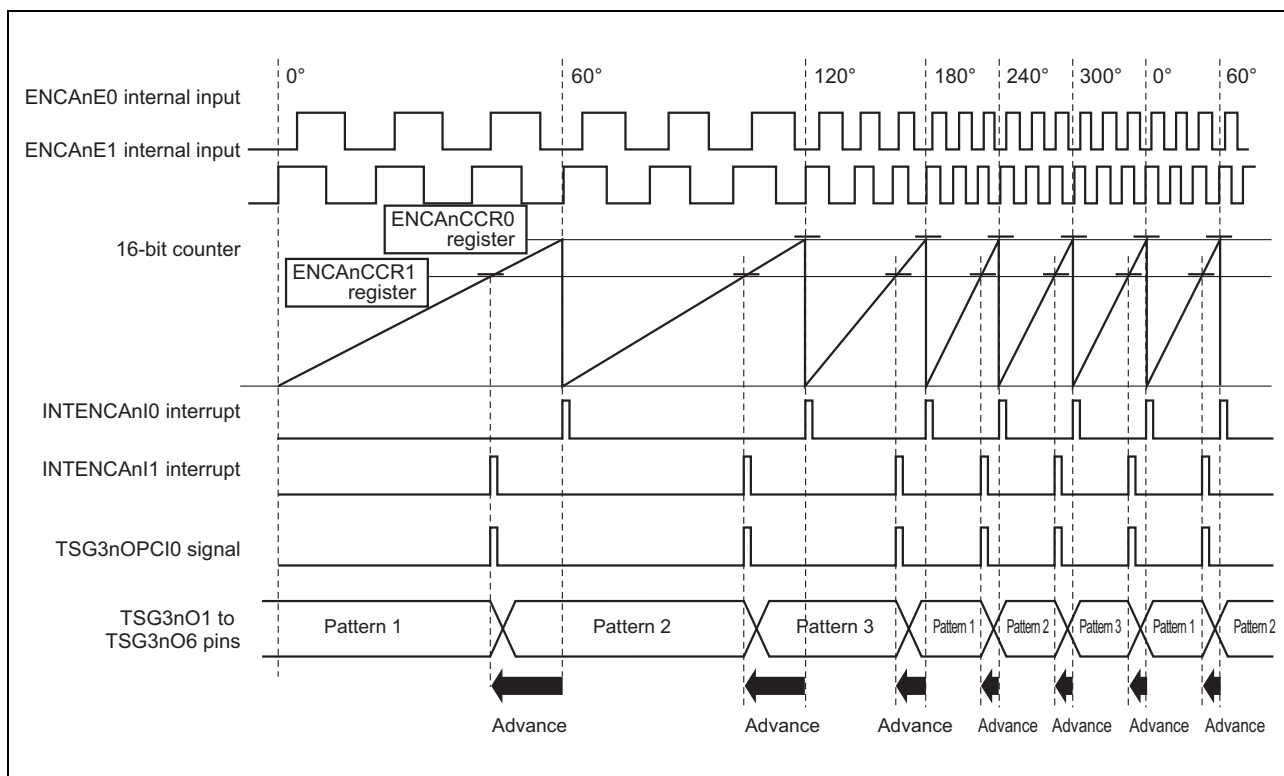 0° 60° 120° 180° 240° 300° 0° 60°
ENCAnE0 internal input
ENCAnE1 internal input
ENCAnCCR0
register
16-bit counter
ENCAnCCR1
register
INTENCAnI0 interrupt
INTENCAnI1 interrupt
TSG3nOPCI0 signal
TSG3nO1 to
TSG3nO6 pins
Pattern 1 Pattern 2 Pattern 3 Pattern 1 Pattern 2 Pattern 3 Pattern 1 Pattern 2
Advance Advance Advance Advance Advance Advance Advance